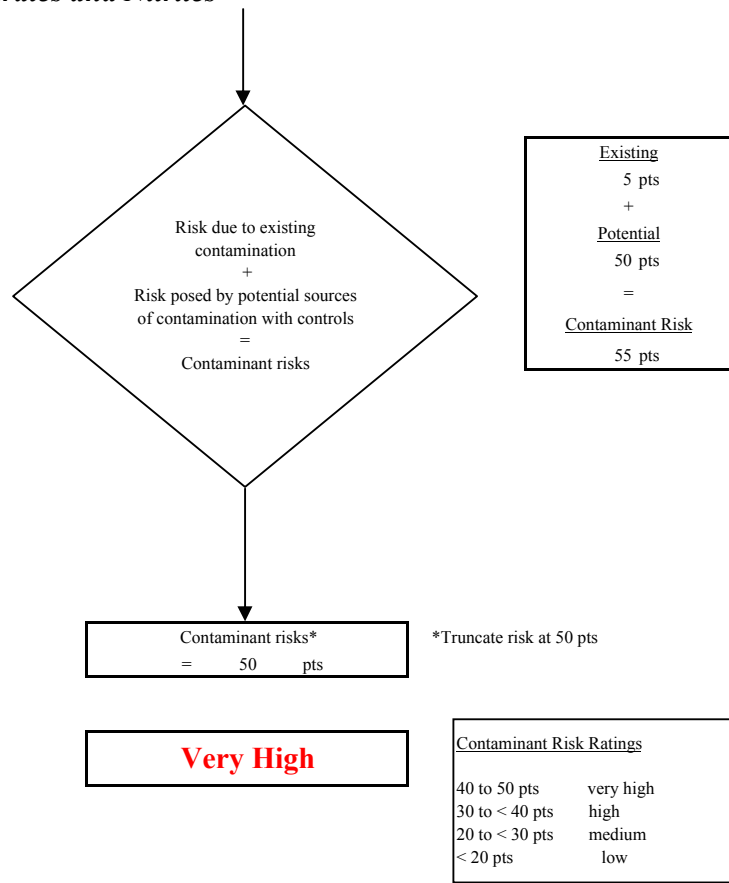 and Nitrites
Risk due to existing
contamination
+
Risk posed by potential sources
of contamination with controls
=
Contaminant risks
Existing
5 pts
+
Potential
50 pts
=
Contaminant Risk
55 pts
Contaminant risks*
= 50 pts
*Truncate risk at 50 pts
Very High
Contaminant Risk Ratings
40 to 50 pts very high
30 to < 40 pts high
20 to < 30 pts medium
< 20 pts low